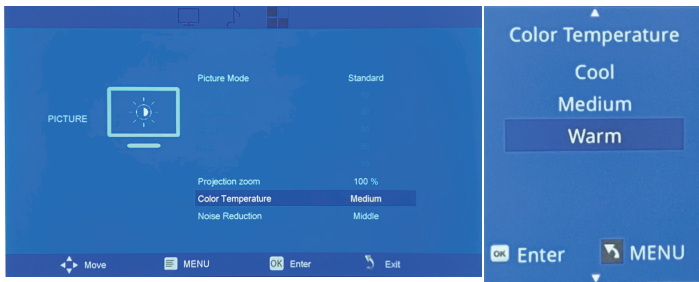 Picture Mode Standard
PICTURE
Projection zoom 100 %
Color Temperature Medium
Noise Reduction Middle
Move MENU OK Enter Exit
Color Temperature
Cool
Medium
Warm
OK Enter MENU